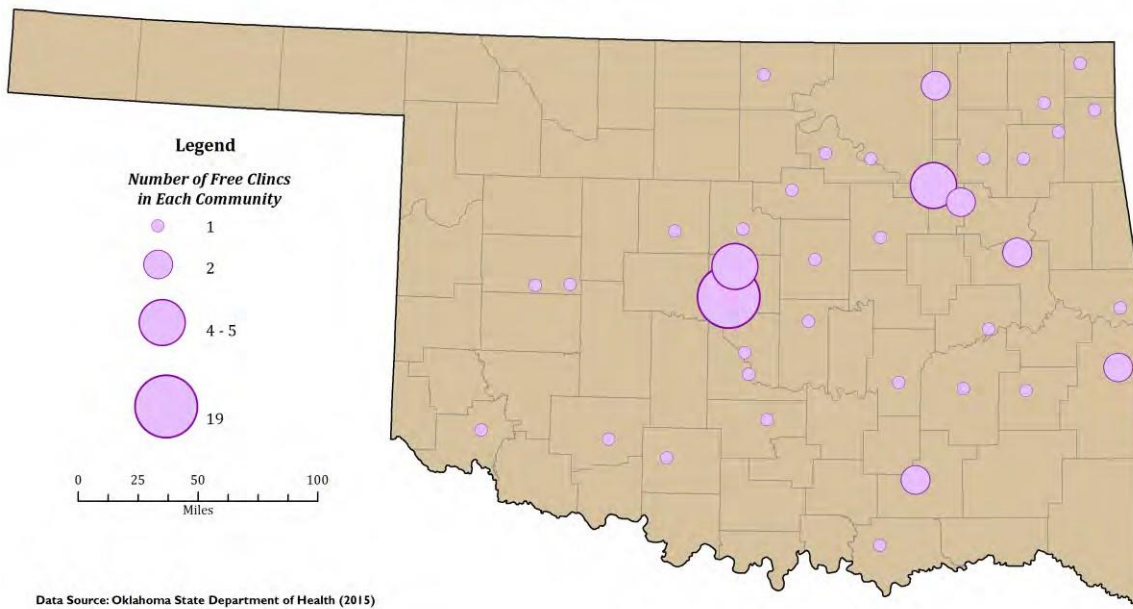 Legend
Number of Free Clincs
in Each Community
1
2
4 - 5
19
0 25 50 100
Miles
Data Source: Oklahoma State Department of Health (2015)